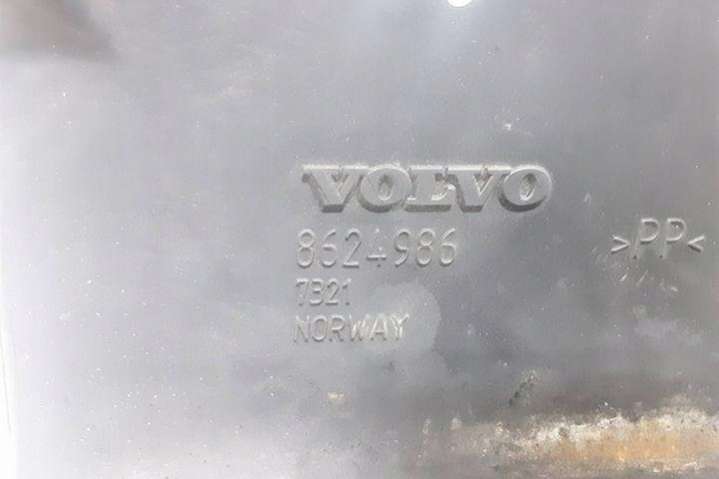 VOLVO
8624986
7321
NORWAY
>PP<